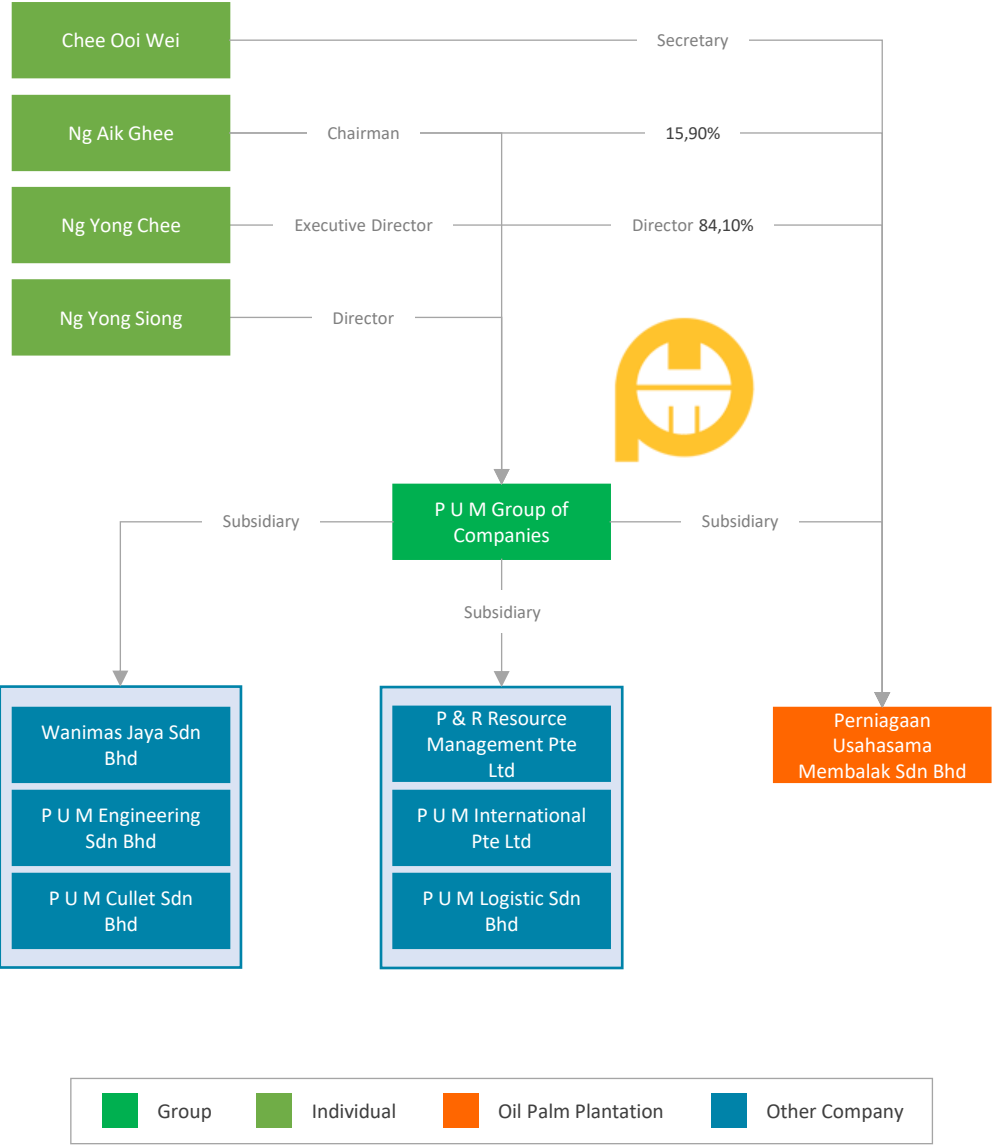 Chee Ooi Wei
Secretary
Ng Aik Ghee
Chairman
15,90%
Ng Yong Chee
Executive Director
Director 84,10%
Ng Yong Siong
Director
P U M Group of
Companies
Subsidiary
Subsidiary
Subsidiary
Wanimas Jaya Sdn
Bhd
P U M Engineering
Sdn Bhd
P U M Cullet Sdn
Bhd
P & R Resource
Management Pte
Ltd
P U M International
Pte Ltd
P U M Logistic Sdn
Bhd
Perniagaan
Usahasama
Membalak Sdn Bhd
Group
Individual
Oil Palm Plantation
Other Company